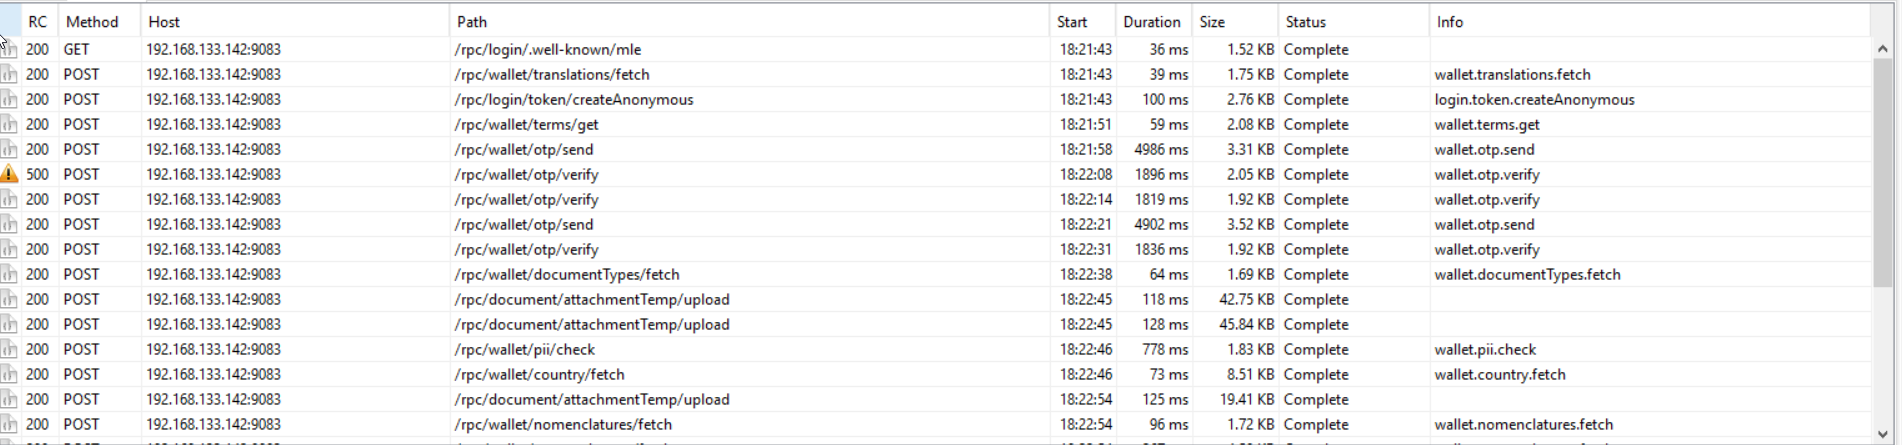 RC Method Host Path Start Duration Size Status Info
200 GET 192.168.133.142:9083 /rpc/login/.well-known/mle 18:21:43 36 ms 1.52 KB Complete
200 POST 192.168.133.142:9083 /rpc/wallet/translations/fetch 18:21:43 39 ms 1.75 KB Complete wallet.translations.fetch
200 POST 192.168.133.142:9083 /rpc/login/token/createAnonymous 18:21:43 100 ms 2.76 KB Complete login.token.createAnonymous
200 POST 192.168.133.142:9083 /rpc/wallet/terms/get 18:21:51 59 ms 2.08 KB Complete wallet.terms.get
200 POST 192.168.133.142:9083 /rpc/wallet/otp/send 18:21:58 4986 ms 3.31 KB Complete wallet.otp.send
500 POST 192.168.133.142:9083 /rpc/wallet/otp/verify 18:22:08 1896 ms 2.05 KB Complete wallet.otp.verify
200 POST 192.168.133.142:9083 /rpc/wallet/otp/verify 18:22:14 1819 ms 1.92 KB Complete wallet.otp.verify
200 POST 192.168.133.142:9083 /rpc/wallet/otp/send 18:22:21 4902 ms 3.52 KB Complete wallet.otp.send
200 POST 192.168.133.142:9083 /rpc/wallet/otp/verify 18:22:31 1836 ms 1.92 KB Complete wallet.otp.verify
200 POST 192.168.133.142:9083 /rpc/wallet/documentTypes/fetch 18:22:38 64 ms 1.69 KB Complete wallet.documentTypes.fetch
200 POST 192.168.133.142:9083 /rpc/document/attachmentTemp/upload 18:22:45 118 ms 42.75 KB Complete
200 POST 192.168.133.142:9083 /rpc/document/attachmentTemp/upload 18:22:45 128 ms 45.84 KB Complete
200 POST 192.168.133.142:9083 /rpc/wallet/pii/check 18:22:46 778 ms 1.83 KB Complete wallet.pii.check
200 POST 192.168.133.142:9083 /rpc/wallet/country/fetch 18:22:46 73 ms 8.51 KB Complete wallet.country.fetch
200 POST 192.168.133.142:9083 /rpc/document/attachmentTemp/upload 18:22:54 125 ms 19.41 KB Complete
200 POST 192.168.133.142:9083 /rpc/wallet/nomenclatures/fetch 18:22:54 96 ms 1.72 KB Complete wallet.nomenclatures.fetch